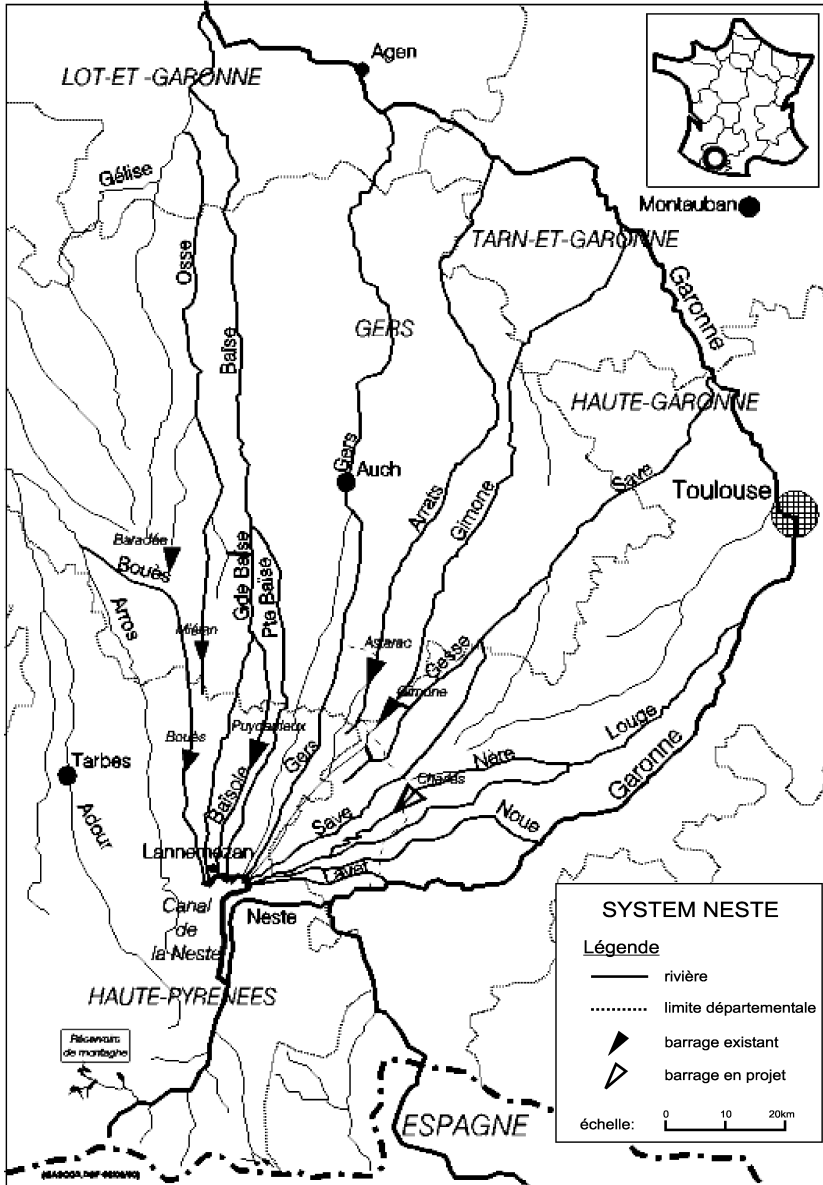 Agen
LOT-ET -GARONNE
Gélise
Montauban
TARN-ET-GARONNE
Osse
Garonne
Baïse
GERS
HAUTE-GARONNE
Gers
Auch
Save
Toulouse
Arrats
Gimone
Baradée
Bouès
Gde Baïse
Pte Baïse
Arros
Miélan
Astarac
Gesse
Gimone
Bouès
Puydarrieux
Gers
Louge
Tarbes
Nère
Garonne
Baïsole
Save
Noue
Adour
Lannemezan
Lavet
Canal
de
la Neste
Neste
HAUTE-PYRENEES
Réservoirs
de montagne
ESPAGNE
SYSTEM NESTE
Légende
rivière
limite départementale
barrage existant
barrage en projet
échelle:
0 10 20km